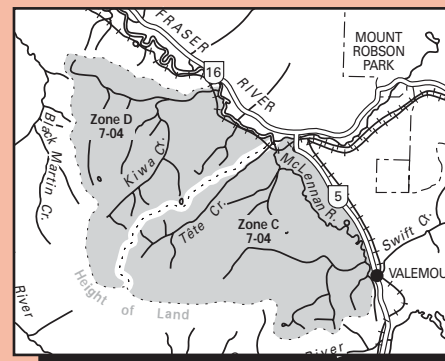 FRASER
RIVER
16
MOUNT
ROBSON
PARK
Zone D
7-04
Black Martin Cr.
Kiwa Cr.
McLennan R.
5
Tête Cr.
Zone C
7-04
Swift Cr.
VALEMOU
Height of Land
River
River